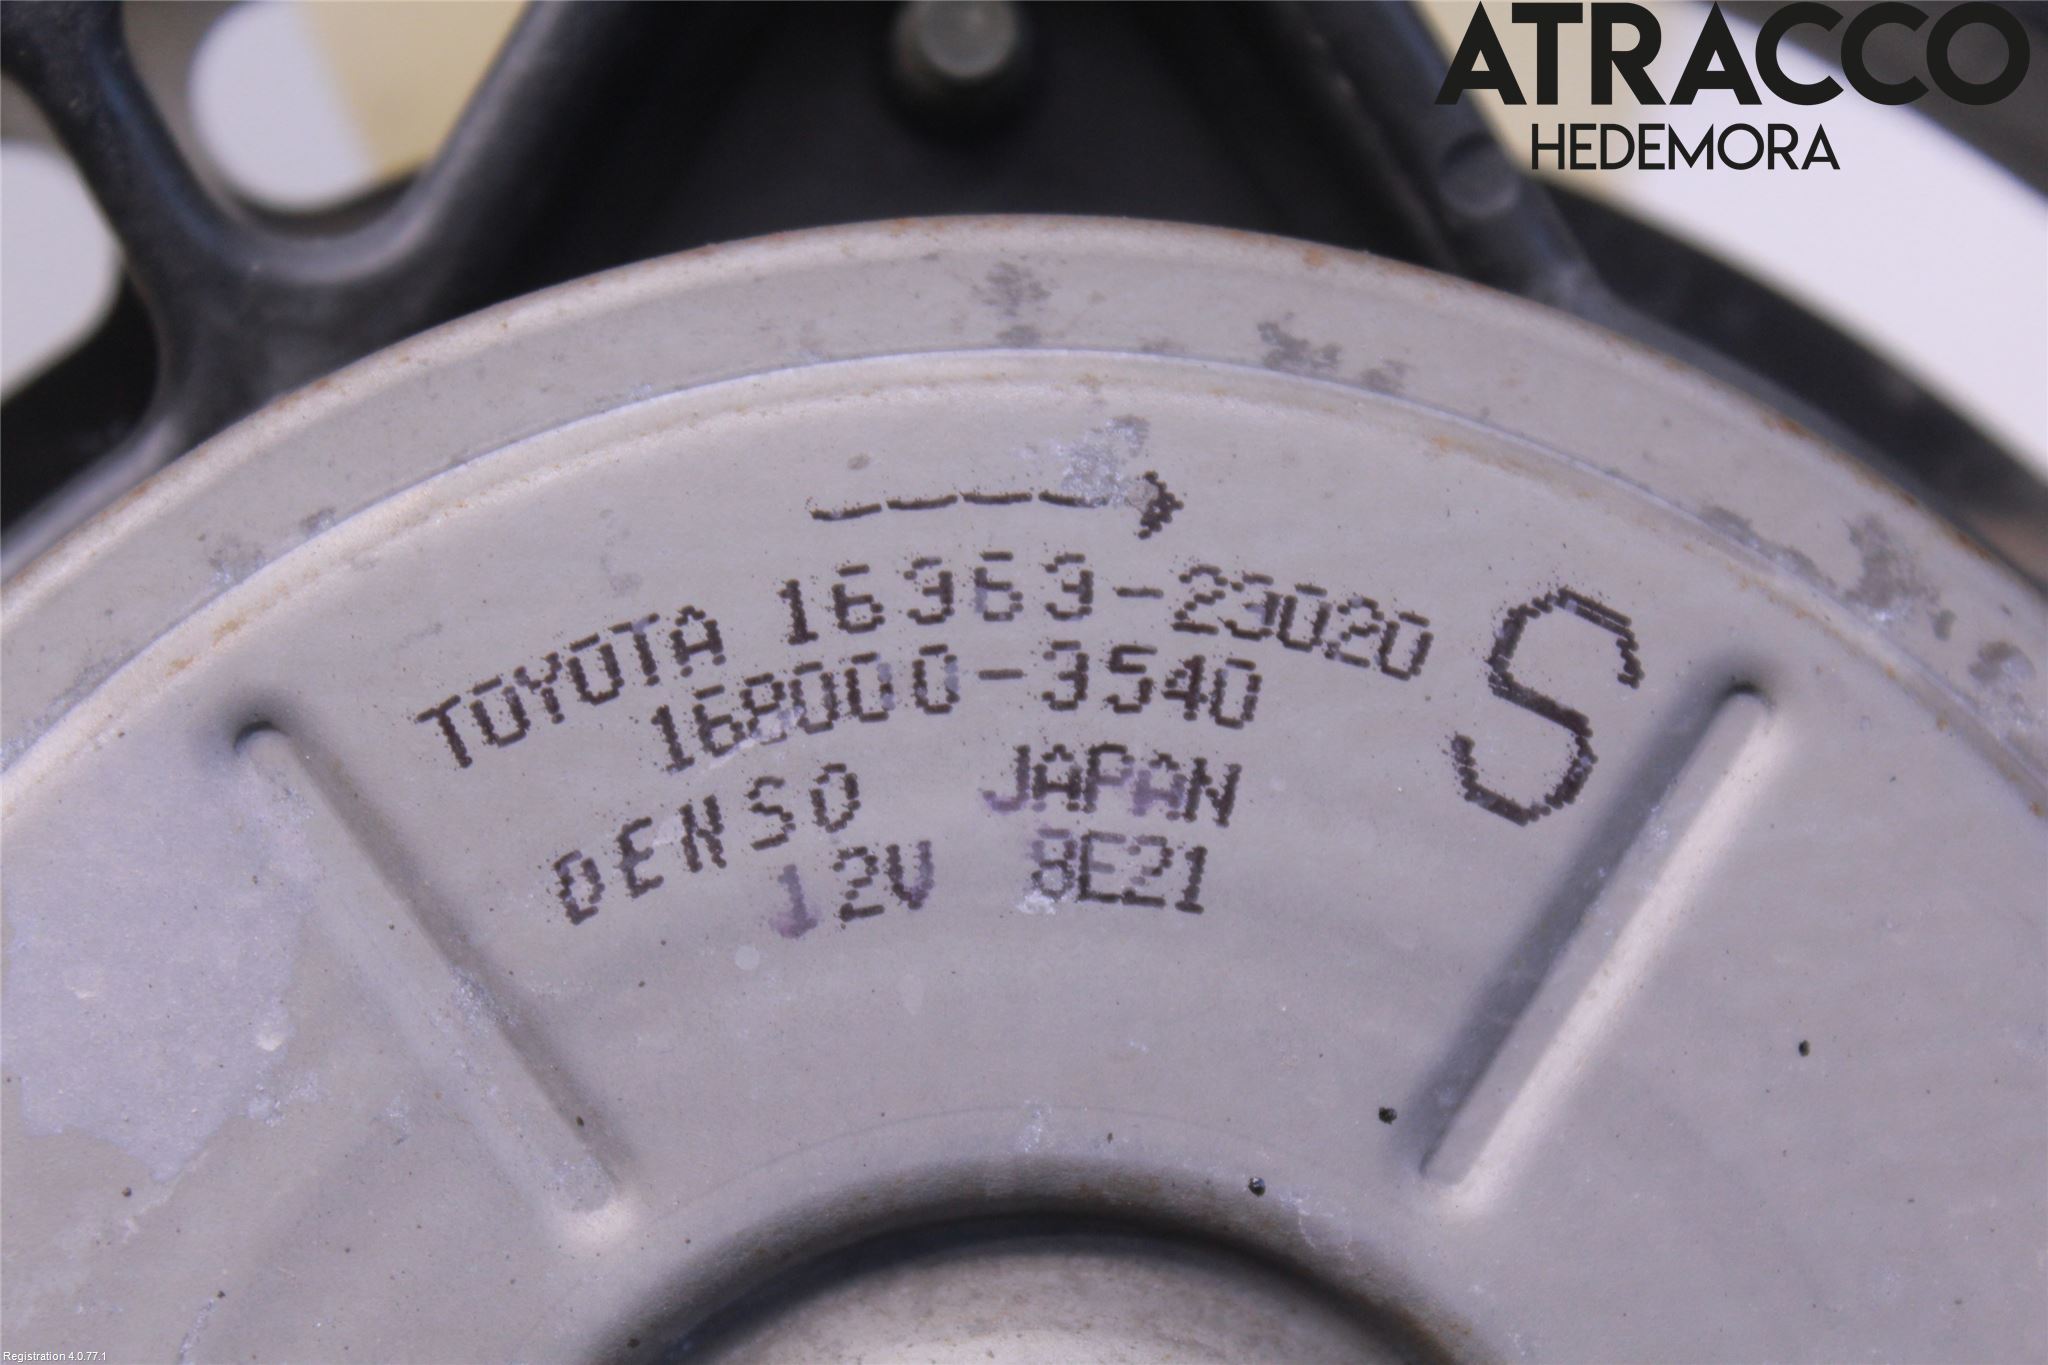 ATRACCO
HEDEMORA
TOYOTA 16363-23020 S
168000-3540
DENSO JAPAN
12V 8E21
Registration 4.0.77.1